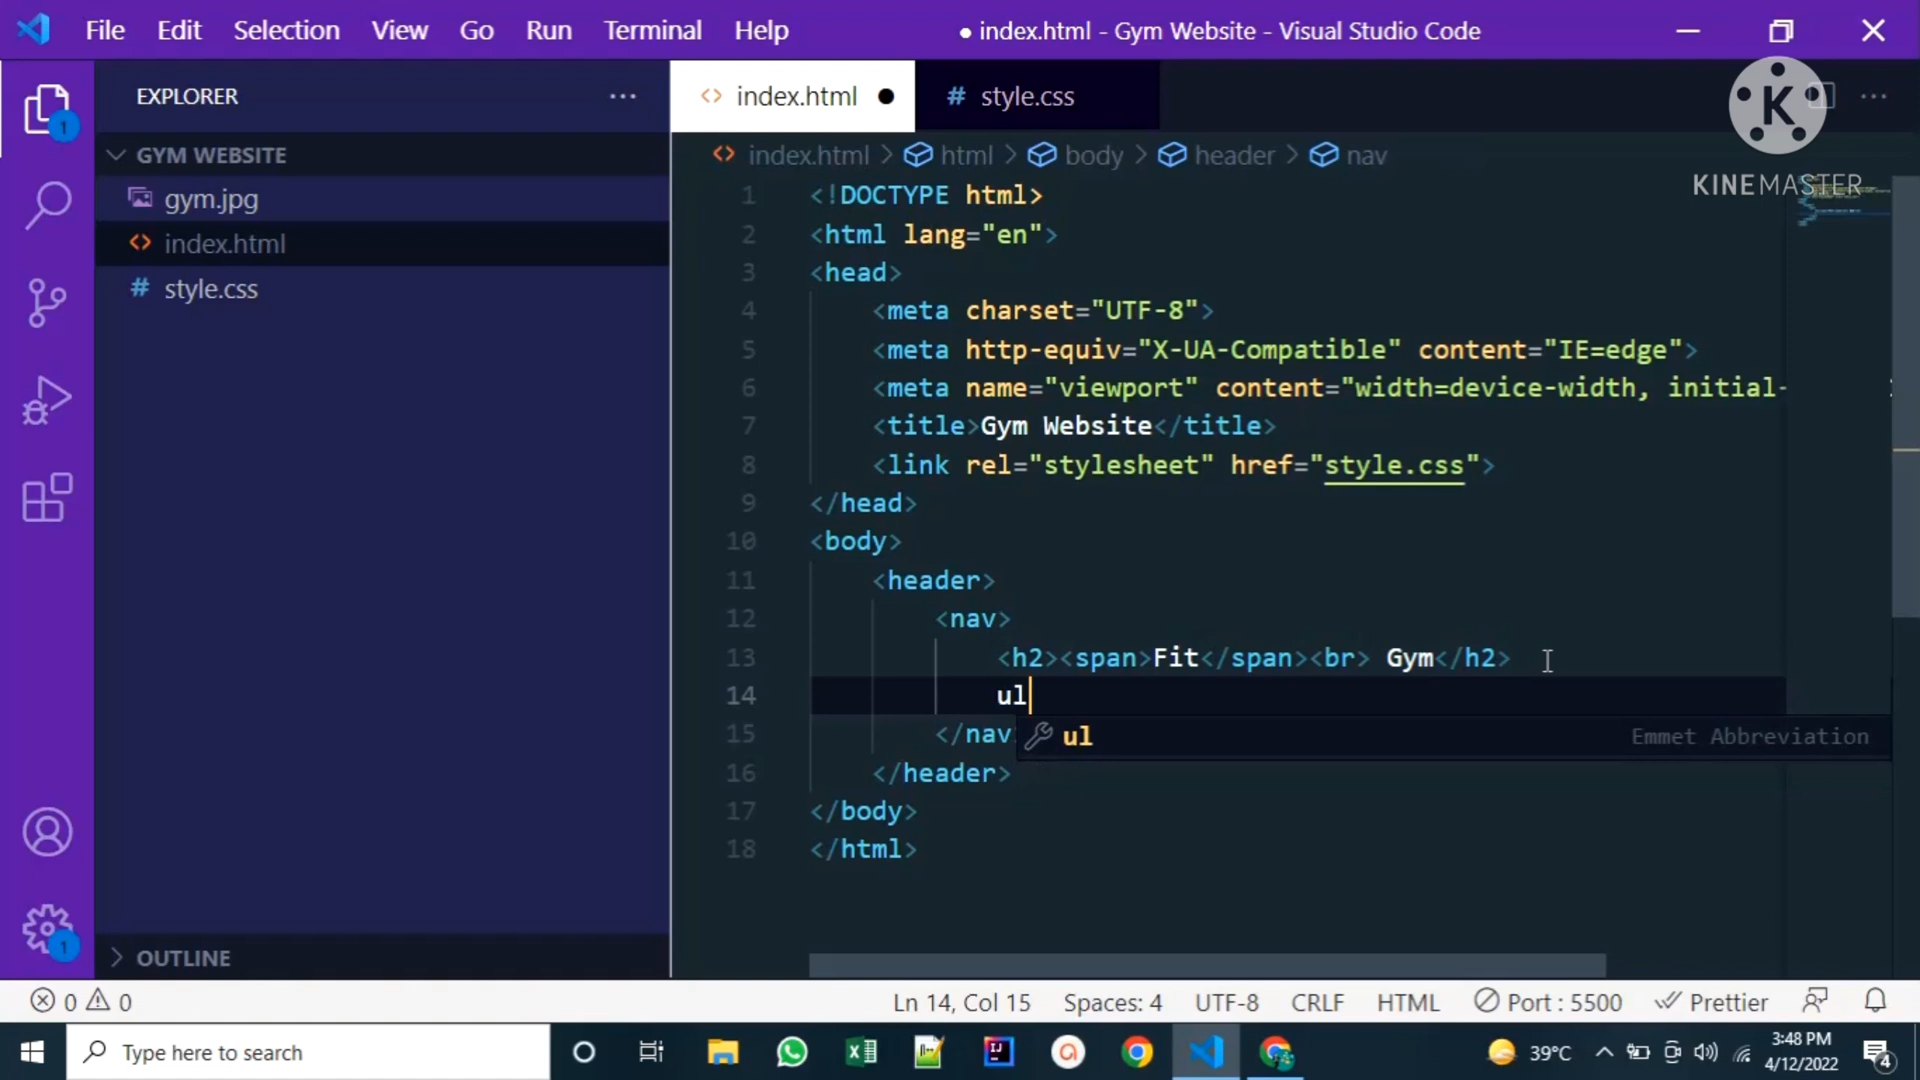 File Edit Selection View Go Run Terminal Help ● index.html - Gym Website - Visual Studio Code
EXPLORER ···
index.html ●
# style.css
K
KINEMASTER
GYM WEBSITE
gym.jpg
index.html
# style.css
OUTLINE
1
1
index.html > html > body > header > nav
1 <!DOCTYPE html>
2 <html lang="en">
3 <head>
4 <meta charset="UTF-8">
5 <meta http-equiv="X-UA-Compatible" content="IE=edge">
6 <meta name="viewport" content="width=device-width, initial-
7 <title>Gym Website</title>
8 <link rel="stylesheet" href="style.css">
9 </head>
10 <body>
11 <header>
12 <nav>
13 <h2><span>Fit</span><br> Gym</h2>
14 ul
ul Emmet Abbreviation
15 </nav
16 </header>
17 </body>
18 </html>
0 0 Ln 14, Col 15 Spaces: 4 UTF-8 CRLF HTML Port : 5500 Prettier
Type here to search
39°C
3:48 PM
4/12/2022
4